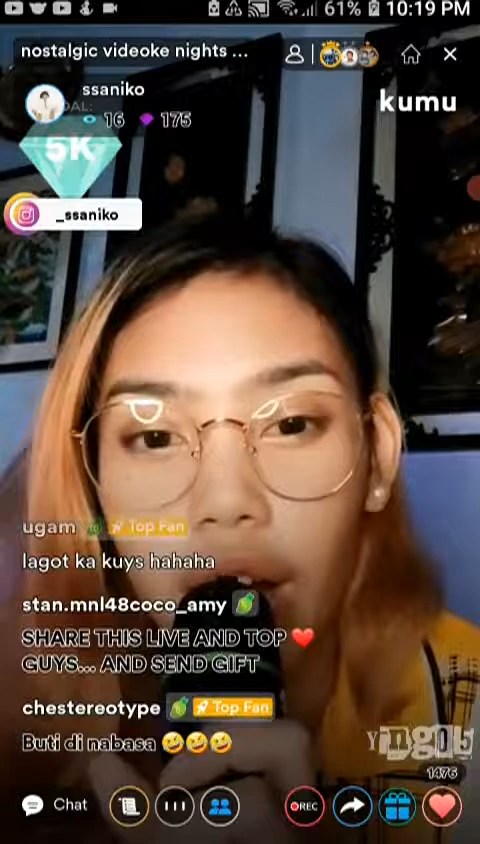 61% 10:19 PM
nostalgic videoke nights ...
ssaniko
kumu
GOAL:
16 175
5K
_ssaniko
ugam Top Fan
lagot ka kuys hahaha
stan.mnl48coco_amy
SHARE THIS LIVE AND TOP ❤️
GUYS... AND SEND GIFT
chestereotype Top Fan
Buti di nabasa 🤣🤣🤣
1476
Chat REC